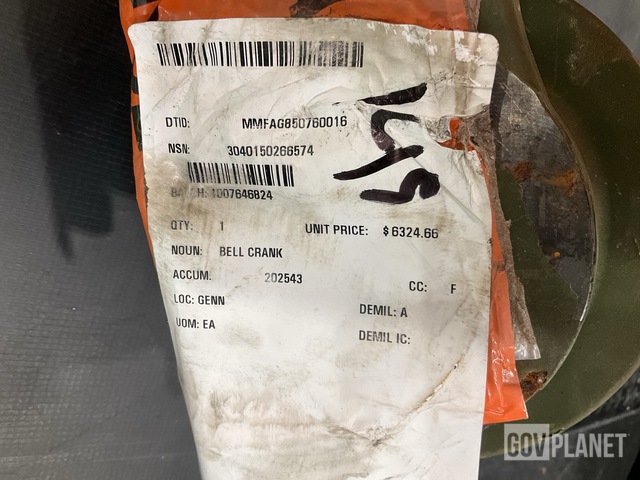 DTID: MMFAG850760016
NSN: 3040150266574
BATCH: 1007646824
QTY: 1 UNIT PRICE: $ 6324.66
NOUN: BELL CRANK
ACCUM. 202543 CC: F
LOC: GENN DEMIL: A
UOM: EA DEMIL IC:
GOVPLANET